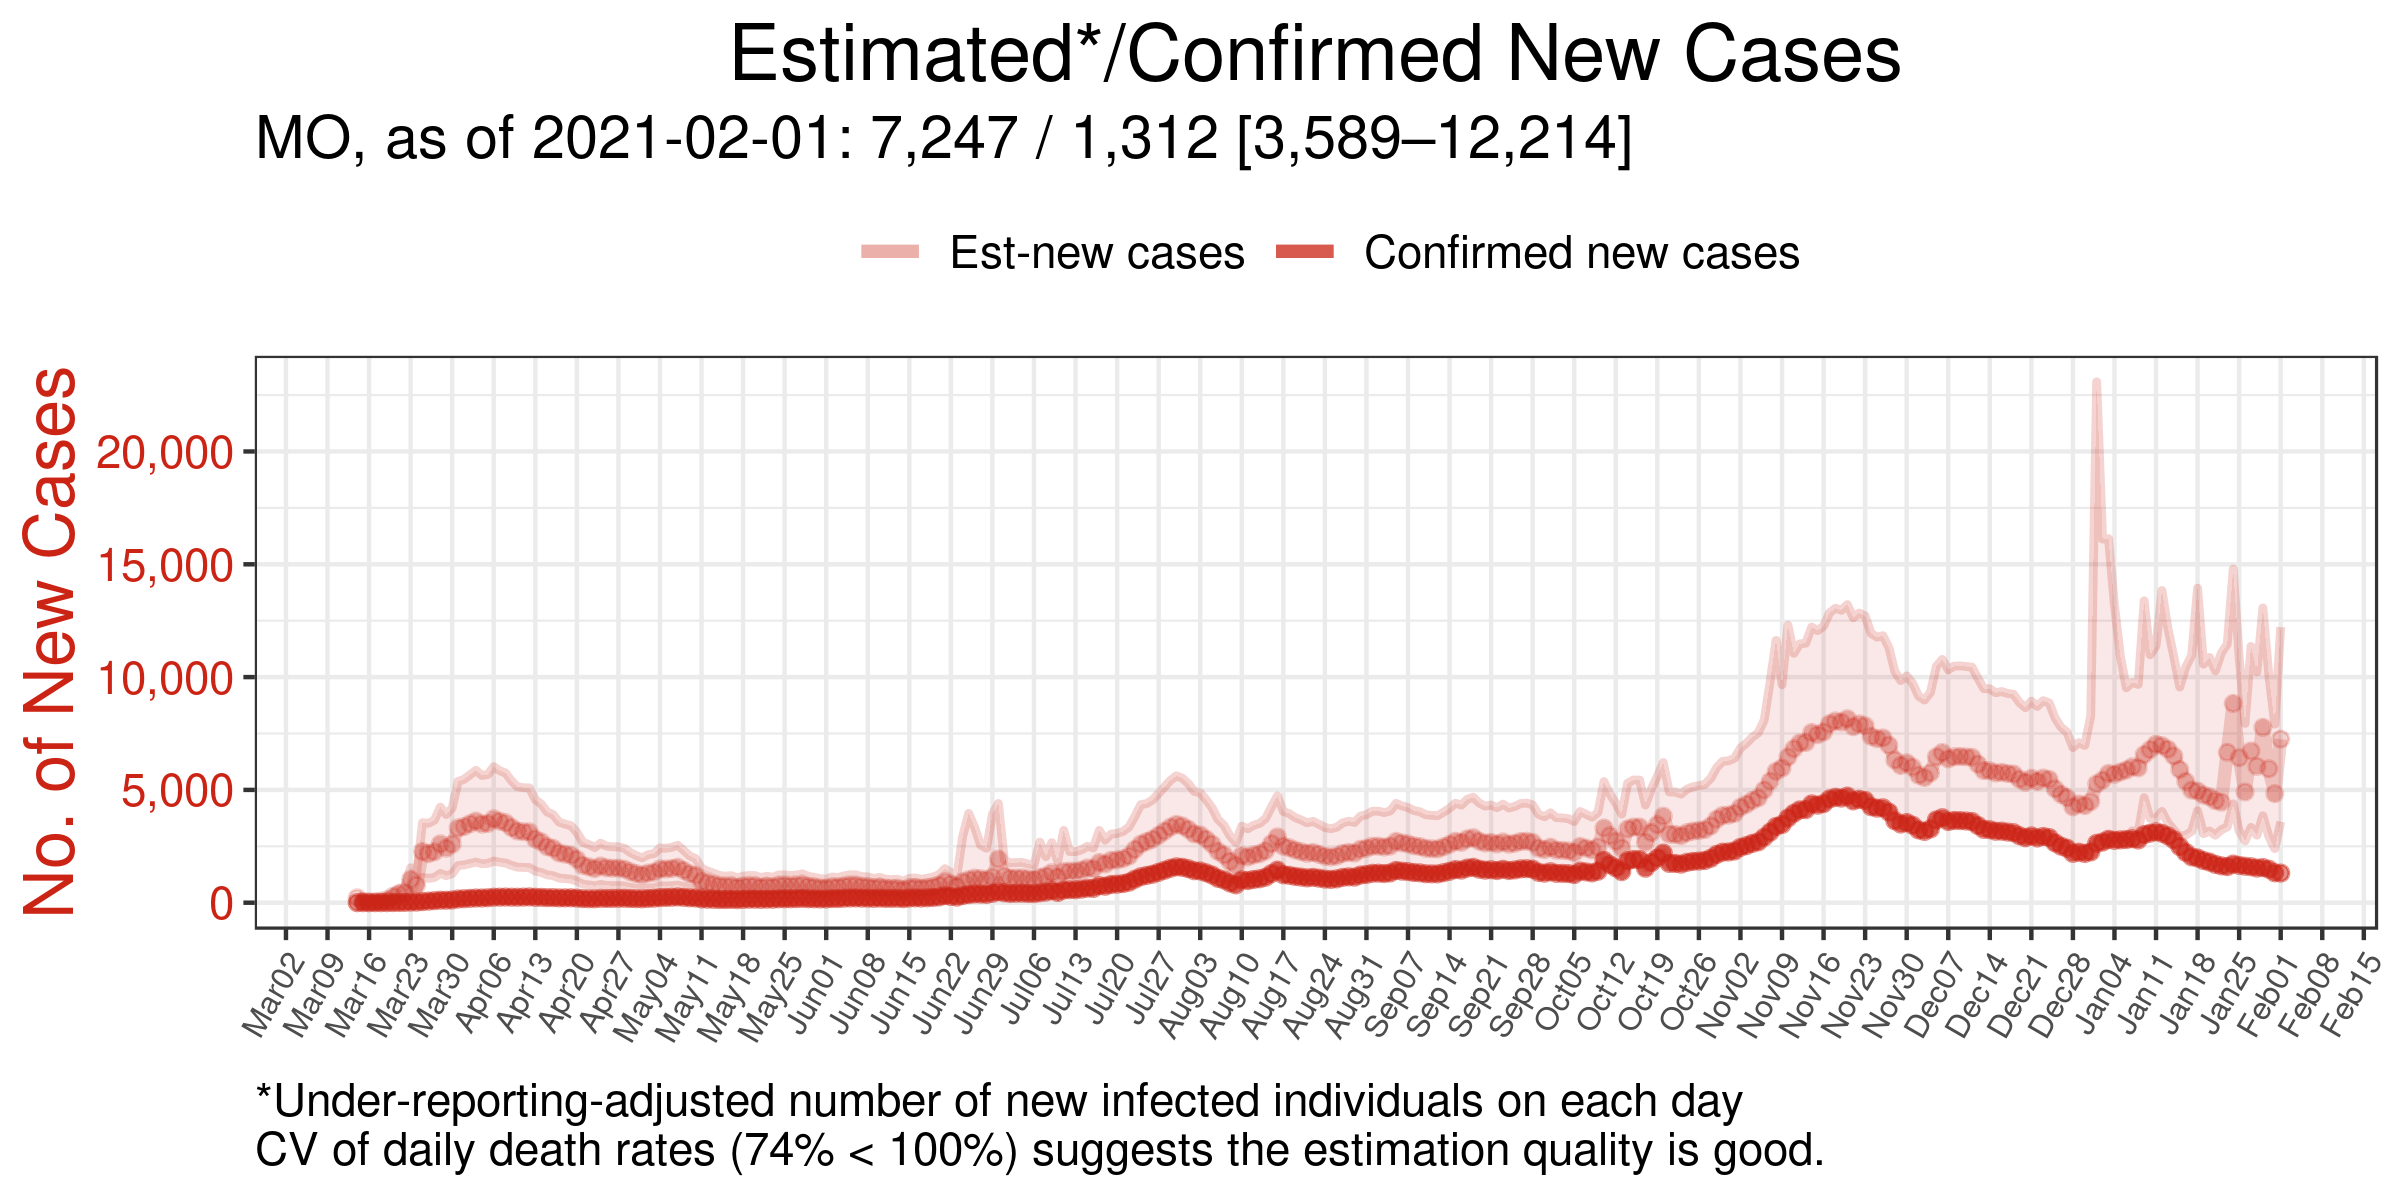 Estimated*/Confirmed New Cases
MO, as of 2021-02-01: 7,247 / 1,312 [3,589–12,214]
Est-new cases
Confirmed new cases
No. of New Cases
20,000
15,000
10,000
5,000
0
Mar02
Mar09
Mar16
Mar23
Mar30
Apr06
Apr13
Apr20
Apr27
May04
May11
May18
May25
Jun01
Jun08
Jun15
Jun22
Jun29
Jul06
Jul13
Jul20
Jul27
Aug03
Aug10
Aug17
Aug24
Aug31
Sep07
Sep14
Sep21
Sep28
Oct05
Oct12
Oct19
Oct26
Nov02
Nov09
Nov16
Nov23
Nov30
Dec07
Dec14
Dec21
Dec28
Jan04
Jan11
Jan18
Jan25
Feb01
Feb08
Feb15
*Under-reporting-adjusted number of new infected individuals on each day
CV of daily death rates (74% < 100%) suggests the estimation quality is good.